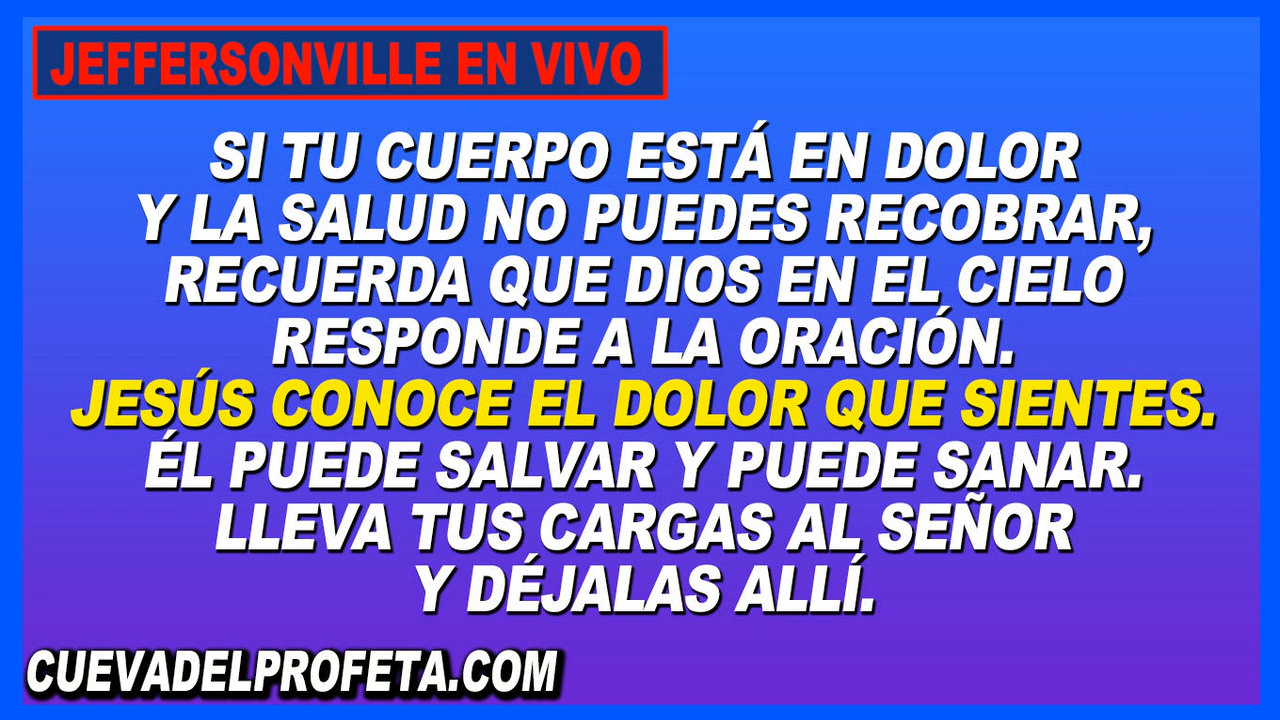 JEFFERSONVILLE EN VIVO
SI TU CUERPO ESTÁ EN DOLOR
Y LA SALUD NO PUEDES RECOBRAR,
RECUERDA QUE DIOS EN EL CIELO
RESPONDE A LA ORACIÓN.
JESÚS CONOCE EL DOLOR QUE SIENTES.
ÉL PUEDE SALVAR Y PUEDE SANAR.
LLEVA TUS CARGAS AL SEÑOR
Y DÉJALAS ALLÍ.
CUEVADELPROFETA.COM